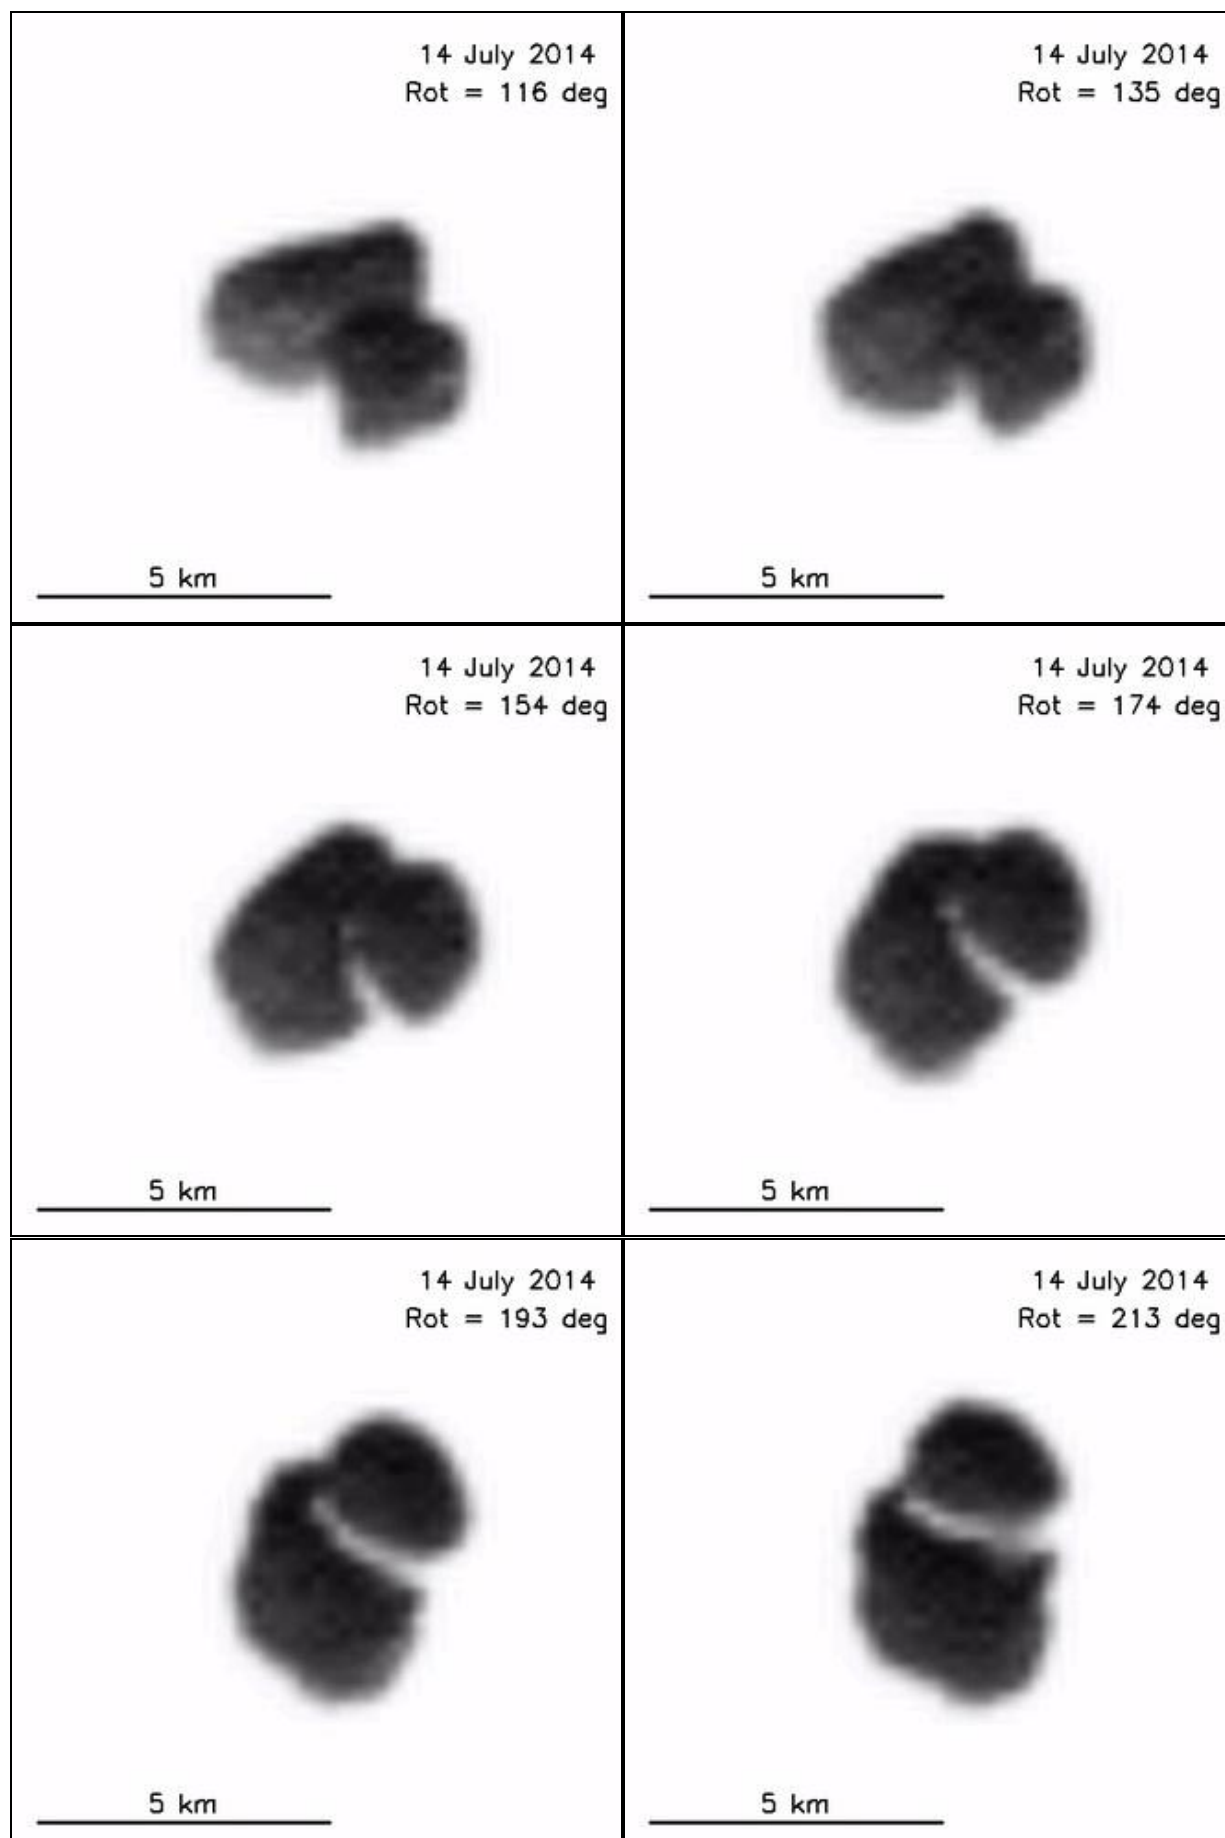 14 July 2014
Rot = 116 deg
5 km
14 July 2014
Rot = 135 deg
5 km
14 July 2014
Rot = 154 deg
5 km
14 July 2014
Rot = 174 deg
5 km
14 July 2014
Rot = 193 deg
5 km
14 July 2014
Rot = 213 deg
5 km